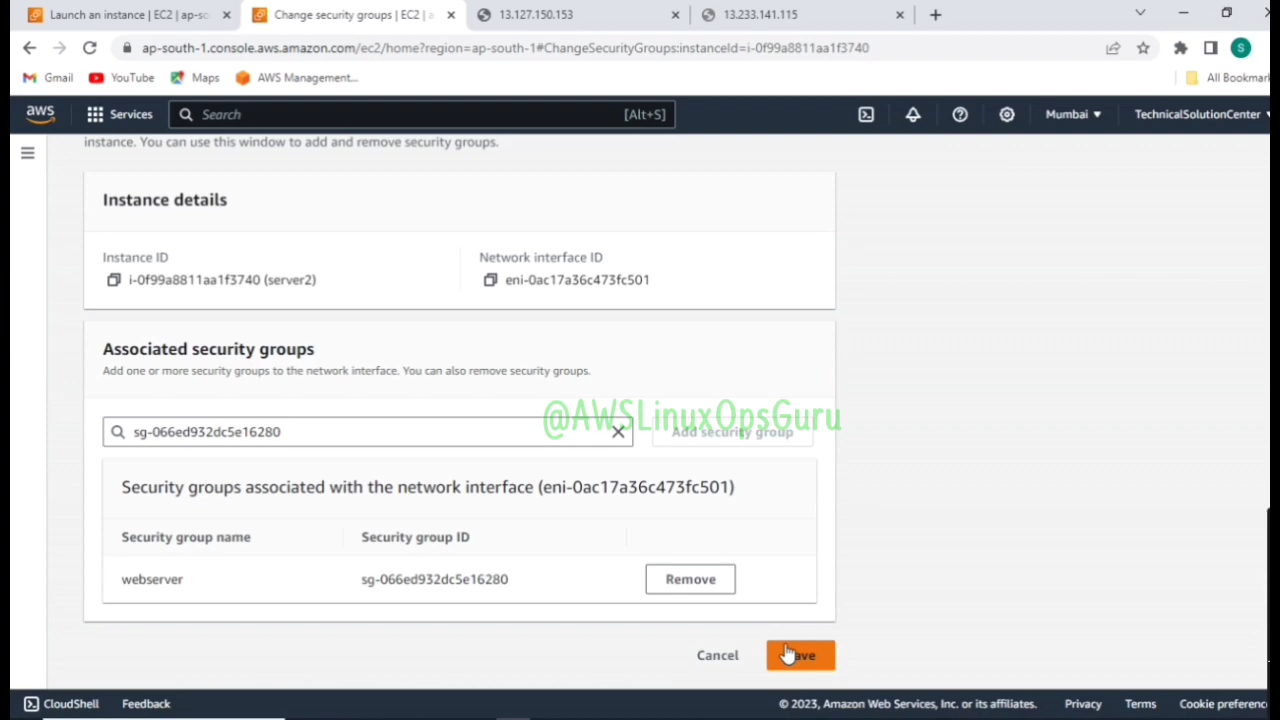 Launch an instance | EC2 | ap-so
Change security groups | EC2 | a
13.127.150.153
13.233.141.115
ap-south-1.console.aws.amazon.com/ec2/home?region=ap-south-1#ChangeSecurityGroups:instanceId=i-0f99a8811aa1f3740
S
Gmail
YouTube
Maps
AWS Management...
All Bookmar
aws
Services
Search
[Alt+S]
Mumbai
TechnicalSolutionCenter
instance. You can use this window to add and remove security groups.
Instance details
Instance ID
Network interface ID
i-0f99a8811aa1f3740 (server2)
eni-0ac17a36c473fc501
Associated security groups
Add one or more security groups to the network interface. You can also remove security groups.
@AWSLinuxOpsGuru
sg-066ed932dc5e16280
Add security group
Security groups associated with the network interface (eni-0ac17a36c473fc501)
Security group name
Security group ID
webserver
sg-066ed932dc5e16280
Remove
Cancel
ave
CloudShell
Feedback
© 2023, Amazon Web Services, Inc. or its affiliates.
Privacy
Terms
Cookie preferenc